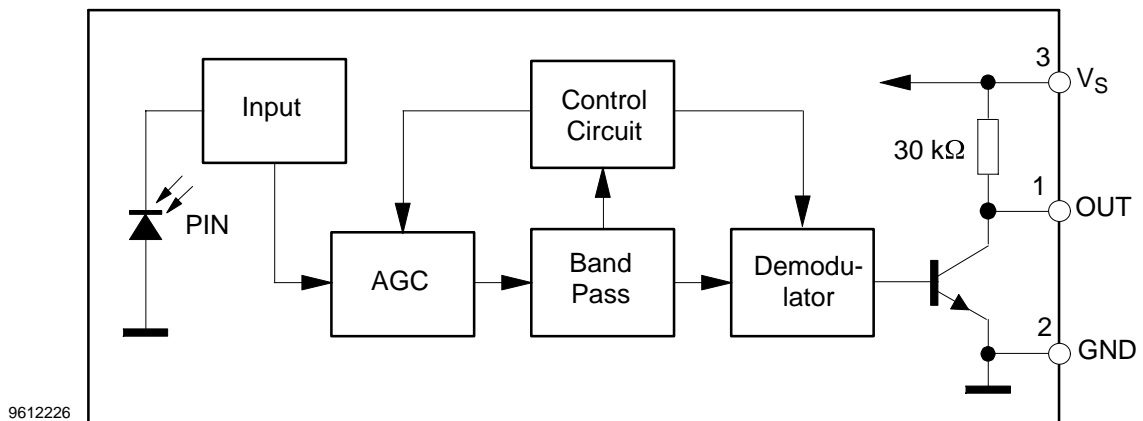 Input
PIN
AGC
Control
Circuit
Band
Pass
Demodu-
lator
30 kΩ
3
VS
1
OUT
2
GND
9612226